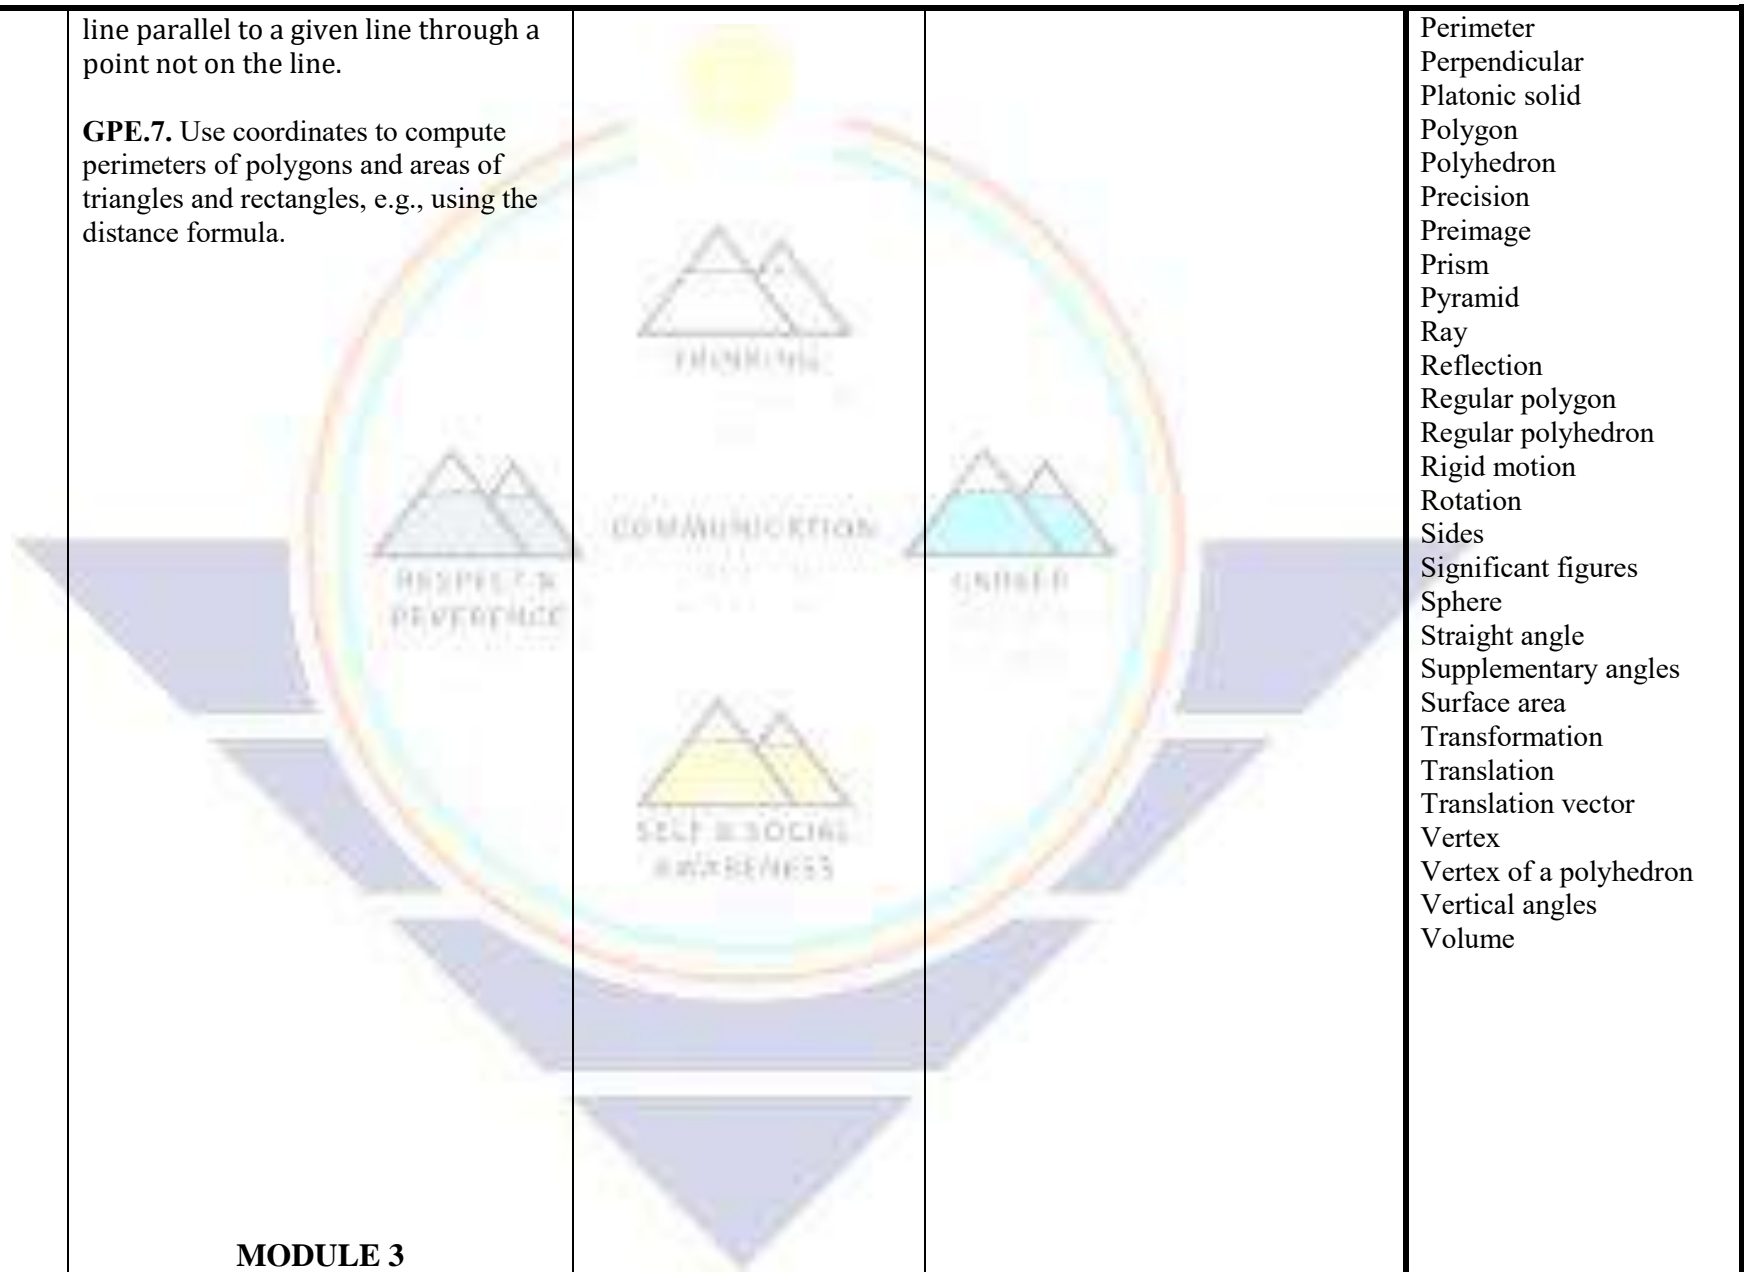 line parallel to a given line through a
point not on the line.
GPE.7. Use coordinates to compute
perimeters of polygons and areas of
triangles and rectangles, e.g., using the
distance formula.
MODULE 3
THINKING
COMMUNICATION
RESPECT &
REVERENCE
CAREER
SELF & SOCIAL
AWARENESS
Perimeter
Perpendicular
Platonic solid
Polygon
Polyhedron
Precision
Preimage
Prism
Pyramid
Ray
Reflection
Regular polygon
Regular polyhedron
Rigid motion
Rotation
Sides
Significant figures
Sphere
Straight angle
Supplementary angles
Surface area
Transformation
Translation
Translation vector
Vertex
Vertex of a polyhedron
Vertical angles
Volume